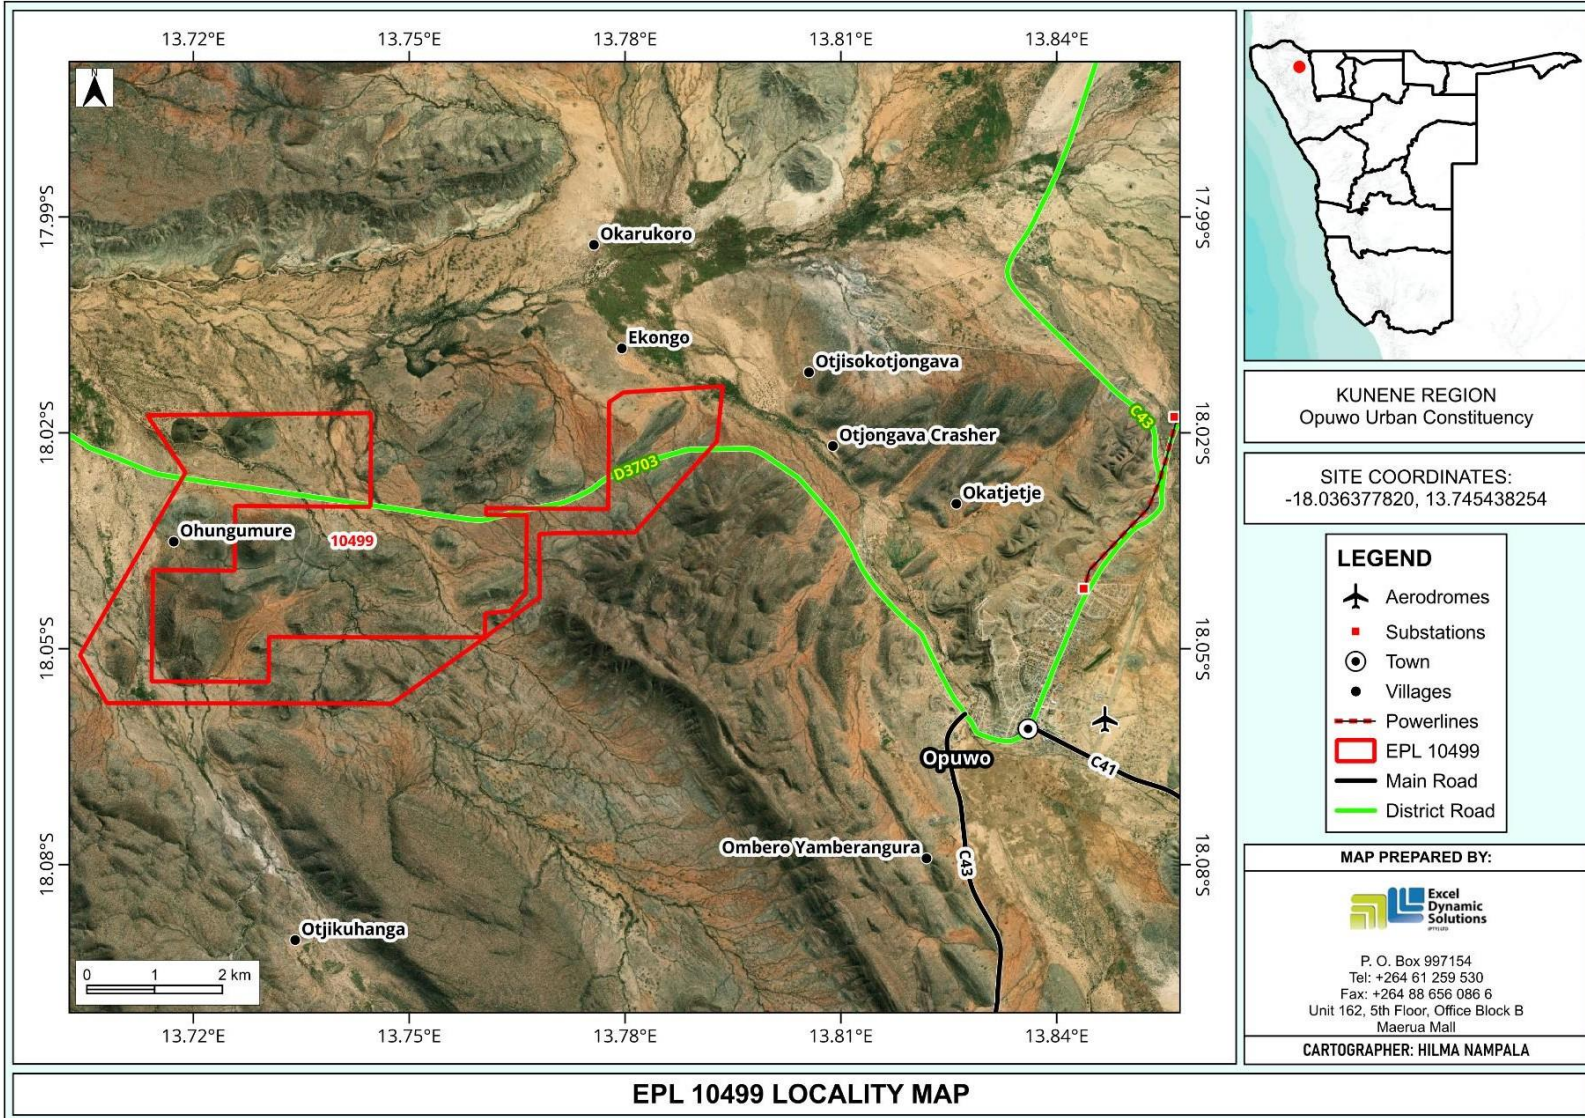 13.72°E
13.75°E
13.78°E
13.81°E
13.84°E
N
17.99°S
17.99°S
Okarukoro
Ekongo
Otjisokotjongava
C43
18.02°S
18.02°S
Otjongava Crasher
D3703
Okatjetje
Ohungumure
10499
18.05°S
18.05°S
Opuwo
C41
Ombero Yamberangura
C43
18.08°S
18.08°S
Otjikuhanga
0 1 2 km
13.72°E
13.75°E
13.78°E
13.81°E
13.84°E
KUNENE REGION
Opuwo Urban Constituency
SITE COORDINATES:
-18.036377820, 13.745438254
LEGEND
Aerodromes
Substations
Town
Villages
Powerlines
EPL 10499
Main Road
District Road
MAP PREPARED BY:
Excel
Dynamic
Solutions
(PTY) LTD
P. O. Box 997154
Tel: +264 61 259 530
Fax: +264 88 656 086 6
Unit 162, 5th Floor, Office Block B
Maerua Mall
CARTOGRAPHER: HILMA NAMPALA
EPL 10499 LOCALITY MAP